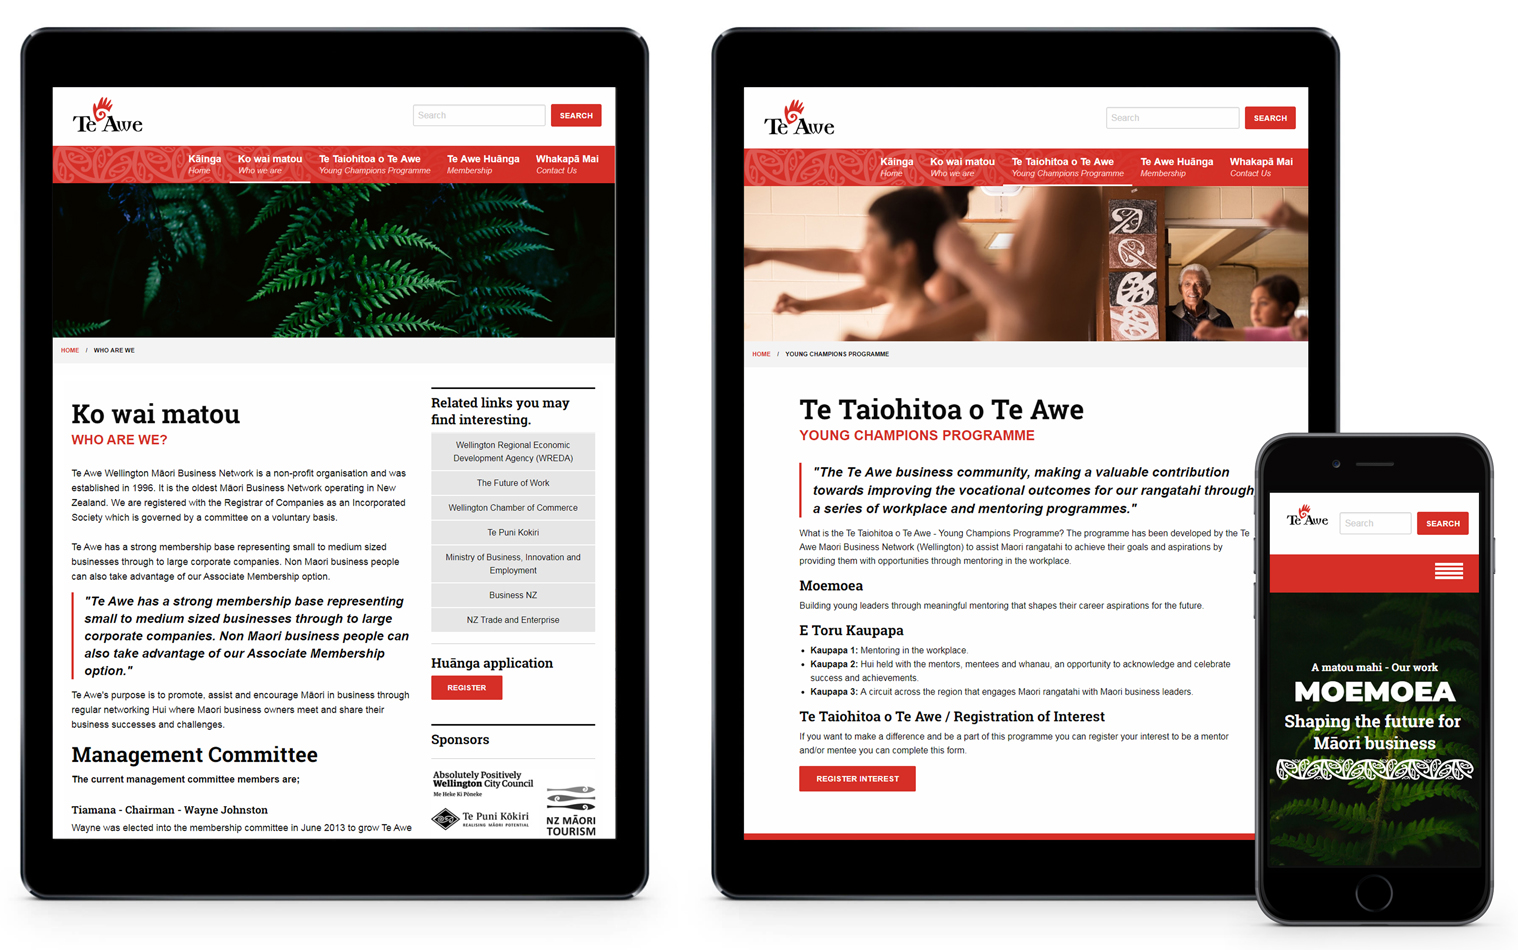 Te Awe
Search
SEARCH
Kāinga
Home
Ko wai matou
Who we are
Te Taiohitoa o Te Awe
Young Champions Programme
Te Awe Huānga
Membership
Whakapā Mai
Contact Us
HOME / WHO ARE WE
Ko wai matou
WHO ARE WE?
Te Awe Wellington Māori Business Network is a non-profit organisation and was
established in 1996. It is the oldest Māori Business Network operating in New
Zealand. We are registered with the Registrar of Companies as an Incorporated
Society which is governed by a committee on a voluntary basis.
Te Awe has a strong membership base representing small to medium sized
businesses through to large corporate companies. Non Maori business people
can also take advantage of our Associate Membership option.
"Te Awe has a strong membership base representing
small to medium sized businesses through to large
corporate companies. Non Maori business people can
also take advantage of our Associate Membership
option."
Te Awe's purpose is to promote, assist and encourage Māori in business through
regular networking Hui where Maori business owners meet and share their
business successes and challenges.
Management Committee
The current management committee members are;
Tiamana - Chairman - Wayne Johnston
Wayne was elected into the membership committee in June 2013 to grow Te Awe
Related links you may
find interesting.
Wellington Regional Economic
Development Agency (WREDA)
The Future of Work
Wellington Chamber of Commerce
Te Puni Kokiri
Ministry of Business, Innovation and
Employment
Business NZ
NZ Trade and Enterprise
Huānga application
REGISTER
Sponsors
Absolutely Positively
Wellington City Council
Me Heke Ki Pōneke
Te Puni Kōkiri
REALISING MĀORI POTENTIAL
NZ MĀORI
TOURISM
Te Awe
Search
SEARCH
Kāinga
Home
Ko wai matou
Who we are
Te Taiohitoa o Te Awe
Young Champions Programme
Te Awe Huānga
Membership
Whakapā Mai
Contact Us
HOME / YOUNG CHAMPIONS PROGRAMME
Te Taiohitoa o Te Awe
YOUNG CHAMPIONS PROGRAMME
"The Te Awe business community, making a valuable contribution
towards improving the vocational outcomes for our rangatahi through
a series of workplace and mentoring programmes."
What is the Te Taiohitoa o Te Awe - Young Champions Programme? The programme has been developed by the Te
Awe Maori Business Network (Wellington) to assist Maori rangatahi to achieve their goals and aspirations by
providing them with opportunities through mentoring in the workplace.
Moemoea
Building young leaders through meaningful mentoring that shapes their career aspirations for the future.
E Toru Kaupapa
• Kaupapa 1: Mentoring in the workplace.
• Kaupapa 2: Hui held with the mentors, mentees and whanau, an opportunity to acknowledge and celebrate
success and achievements.
• Kaupapa 3: A circuit across the region that engages Maori rangatahi with Maori business leaders.
Te Taiohitoa o Te Awe / Registration of Interest
If you want to make a difference and be a part of this programme you can register your interest to be a mentor
and/or mentee you can complete this form.
REGISTER INTEREST
Te Awe
Search
SEARCH
A matou mahi - Our work
MOEMOEA
Shaping the future for
Māori business